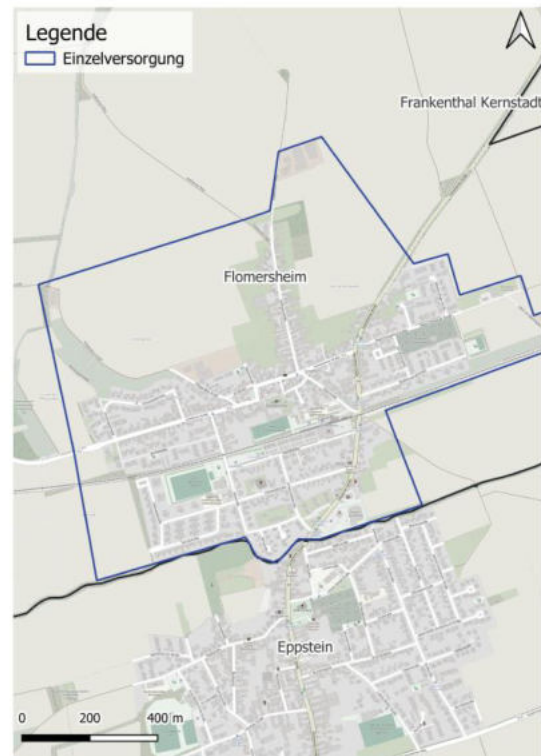 Legende
Einzelversorgung
Frankenthal Kernstadt
Flomersheim
Eppstein
0 200 400 m